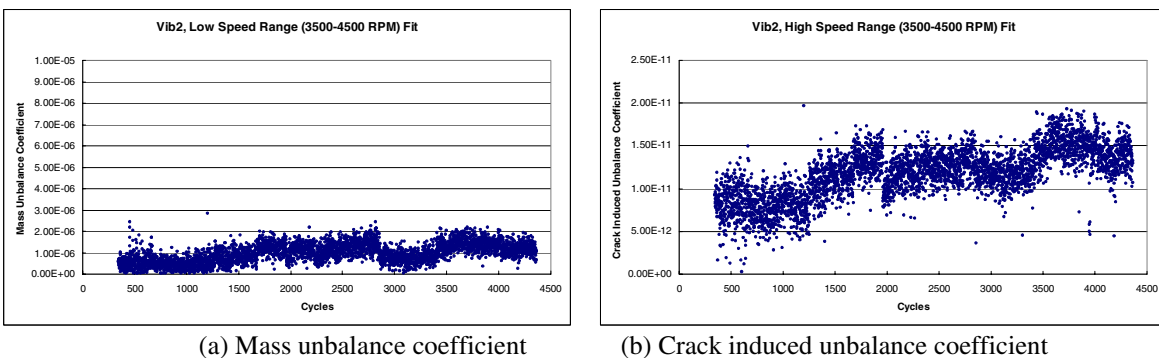 Vib2, Low Speed Range (3500-4500 RPM) Fit
Mass Unbalance Coefficient
1.00E-05
9.00E-06
8.00E-06
7.00E-06
6.00E-06
5.00E-06
4.00E-06
3.00E-06
2.00E-06
1.00E-06
0.00E+00
0 500 1000 1500 2000 2500 3000 3500 4000 4500
Cycles
(a) Mass unbalance coefficient
Vib2, High Speed Range (3500-4500 RPM) Fit
Crack Induced Unbalance Coefficient
2.50E-11
2.00E-11
1.50E-11
1.00E-11
5.00E-12
0.00E+00
0 500 1000 1500 2000 2500 3000 3500 4000 4500
Cycles
(b) Crack induced unbalance coefficient